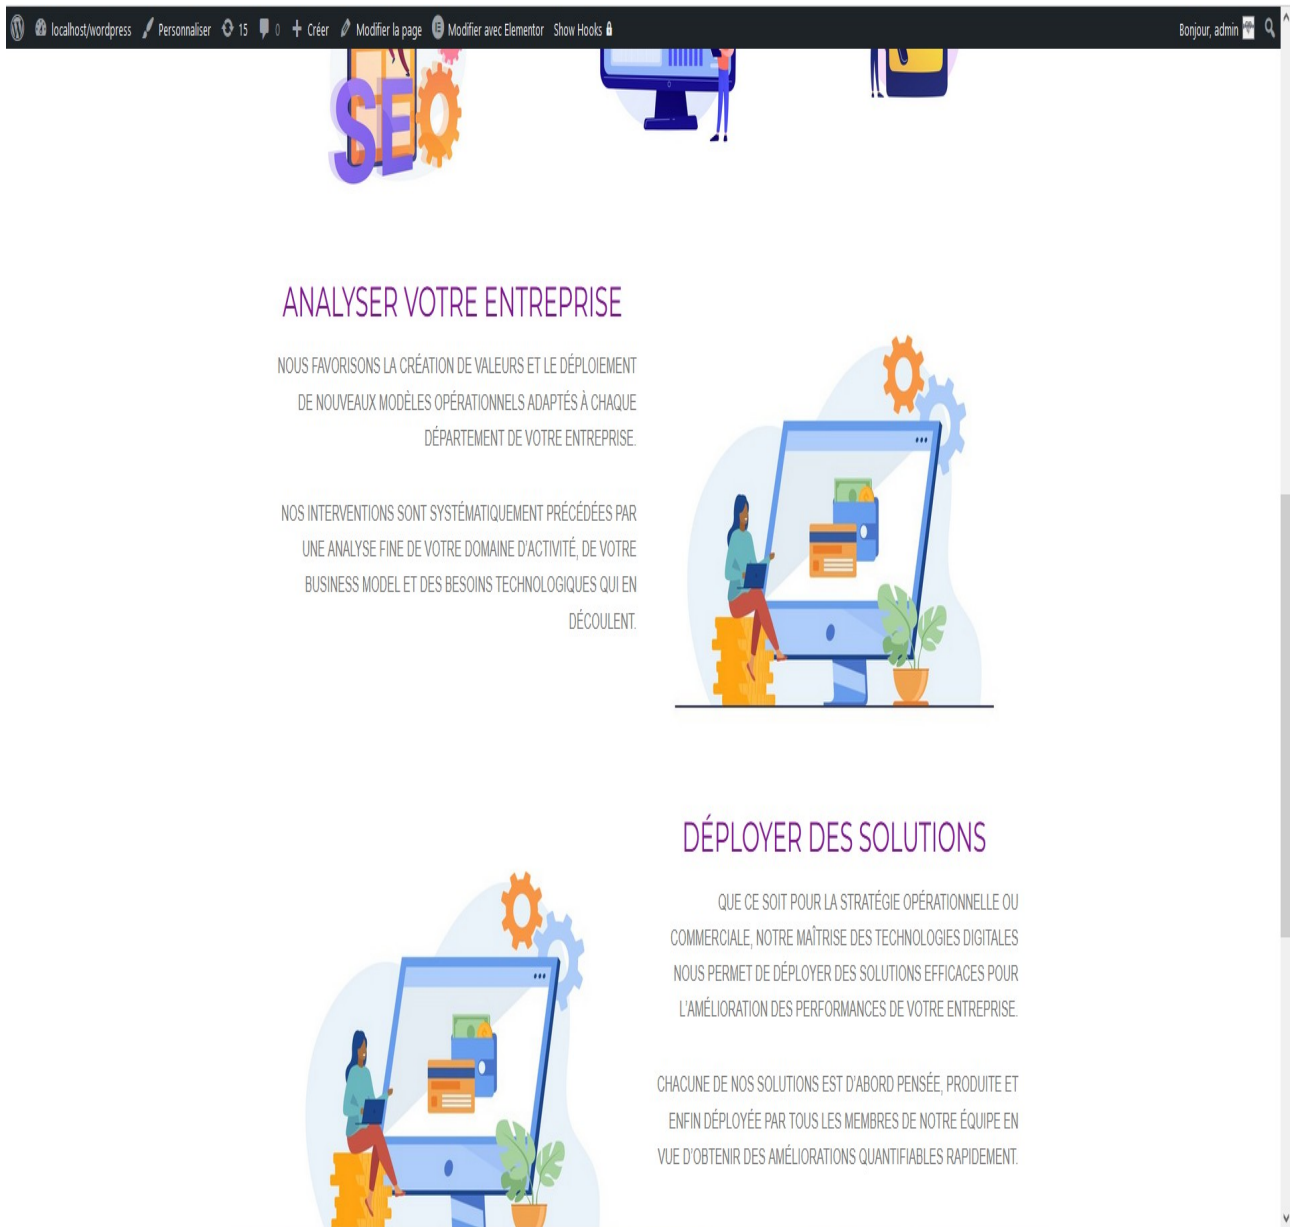 localhost/wordpress Personnaliser 15 0 Créer Modifier la page Modifier avec Elementor Show Hooks Bonjour, admin
SEO
ANALYSER VOTRE ENTREPRISE
NOUS FAVORISONS LA CRÉATION DE VALEURS ET LE DÉPLOIEMENT
DE NOUVEAUX MODÈLES OPÉRATIONNELS ADAPTÉS À CHAQUE
DÉPARTEMENT DE VOTRE ENTREPRISE.
NOS INTERVENTIONS SONT SYSTÉMATIQUEMENT PRÉCÉDÉES PAR
UNE ANALYSE FINE DE VOTRE DOMAINE D'ACTIVITÉ, DE VOTRE
BUSINESS MODEL ET DES BESOINS TECHNOLOGIQUES QUI EN
DÉCOULENT.
DÉPLOYER DES SOLUTIONS
QUE CE SOIT POUR LA STRATÉGIE OPÉRATIONNELLE OU
COMMERCIALE, NOTRE MAÎTRISE DES TECHNOLOGIES DIGITALES
NOUS PERMET DE DÉPLOYER DES SOLUTIONS EFFICACES POUR
L'AMÉLIORATION DES PERFORMANCES DE VOTRE ENTREPRISE.
CHACUNE DE NOS SOLUTIONS EST D'ABORD PENSÉE, PRODUITE ET
ENFIN DÉPLOYÉE PAR TOUS LES MEMBRES DE NOTRE ÉQUIPE EN
VUE D'OBTENIR DES AMÉLIORATIONS QUANTIFIABLES RAPIDEMENT.